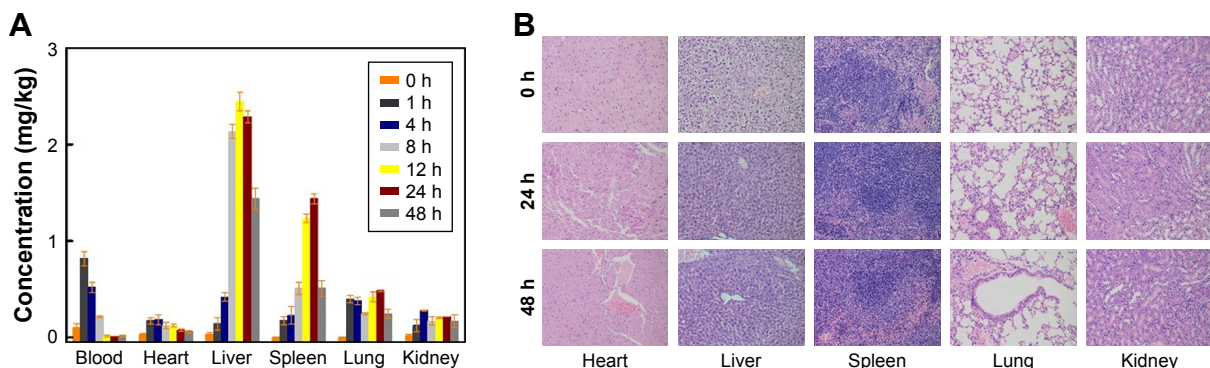 A
Concentration (mg/kg)
3
2
1
0
0 h
1 h
4 h
8 h
12 h
24 h
48 h
Blood
Heart
Liver
Spleen
Lung
Kidney
B
0 h
24 h
48 h
Heart
Liver
Spleen
Lung
Kidney